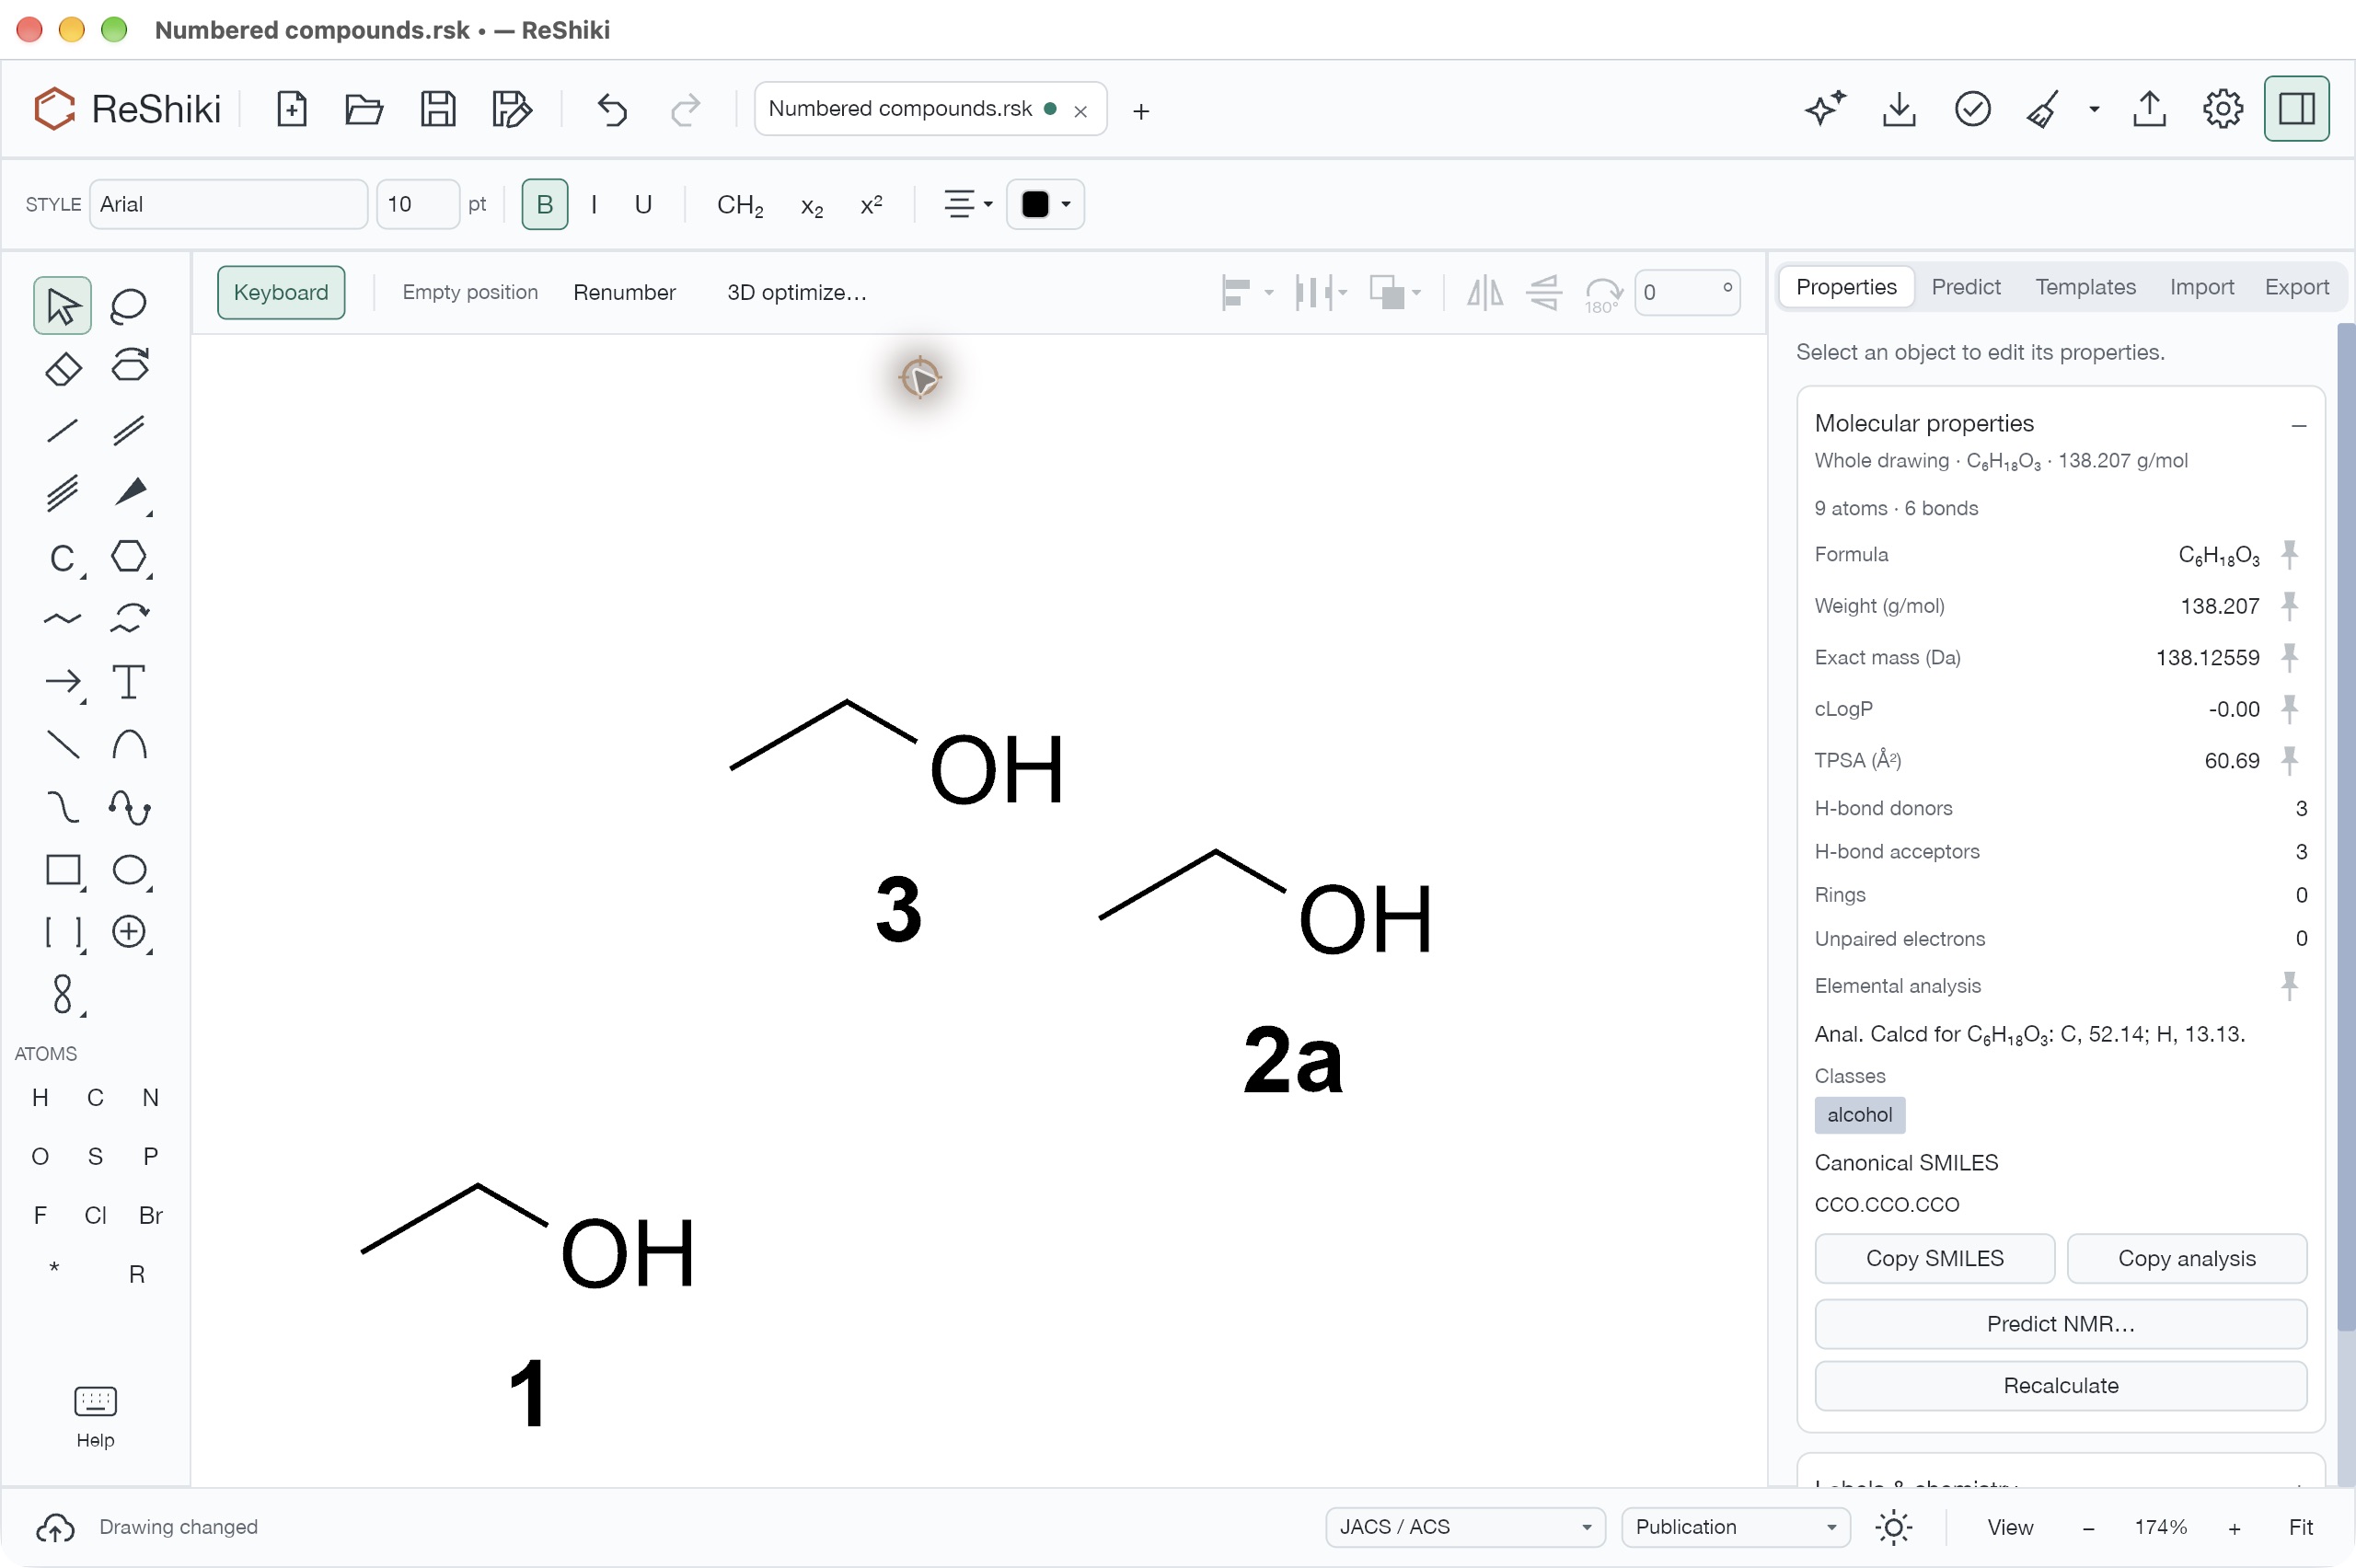 Numbered compounds.rsk • — ReShiki
ReShiki
Numbered compounds.rsk
STYLE Arial 10 pt B I U CH₂ x₂ x²
Keyboard Empty position Renumber 3D optimize... 180° 0 °
Properties Predict Templates Import Export
Select an object to edit its properties.
Molecular properties
Whole drawing · C₆H₁₈O₃ · 138.207 g/mol
9 atoms · 6 bonds
Formula C₆H₁₈O₃
Weight (g/mol) 138.207
Exact mass (Da) 138.12559
cLogP -0.00
TPSA (Å²) 60.69
H-bond donors 3
H-bond acceptors 3
Rings 0
Unpaired electrons 0
Elemental analysis
Anal. Calcd for C₆H₁₈O₃: C, 52.14; H, 13.13.
Classes
alcohol
Canonical SMILES
CCO.CCO.CCO
Copy SMILES Copy analysis
Predict NMR...
Recalculate
Labels & chemistry
C
T
[ ]
ATOMS
H C N
O S P
F Cl Br
* R
Help
OH
3
OH
2a
OH
1
Drawing changed
JACS / ACS Publication View − 174% + Fit